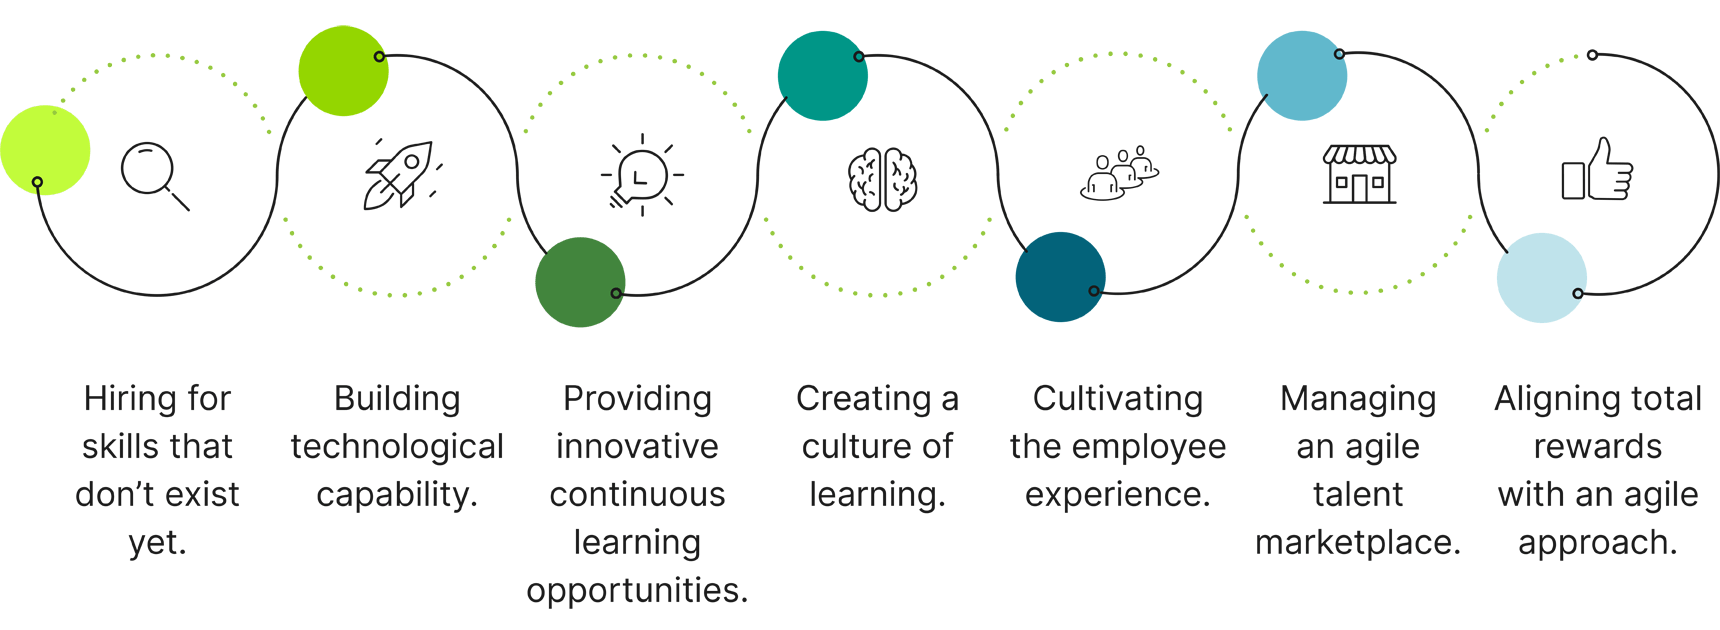 Hiring for
skills that
don’t exist
yet.
Building
technological
capability.
Providing
innovative
continuous
learning
opportunities.
Creating a
culture of
learning.
Cultivating
the employee
experience.
Managing
an agile
talent
marketplace.
Aligning total
rewards
with an agile
approach.